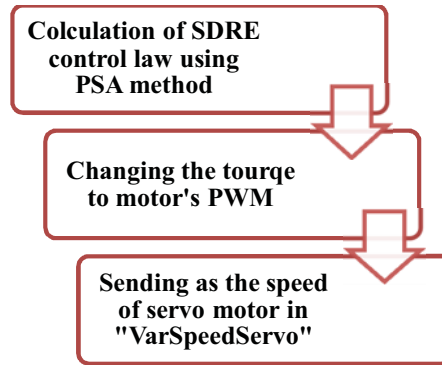 Colculation of SDRE
control law using
PSA method
Changing the tourqe
to motor's PWM
Sending as the speed
of servo motor in
"VarSpeedServo"